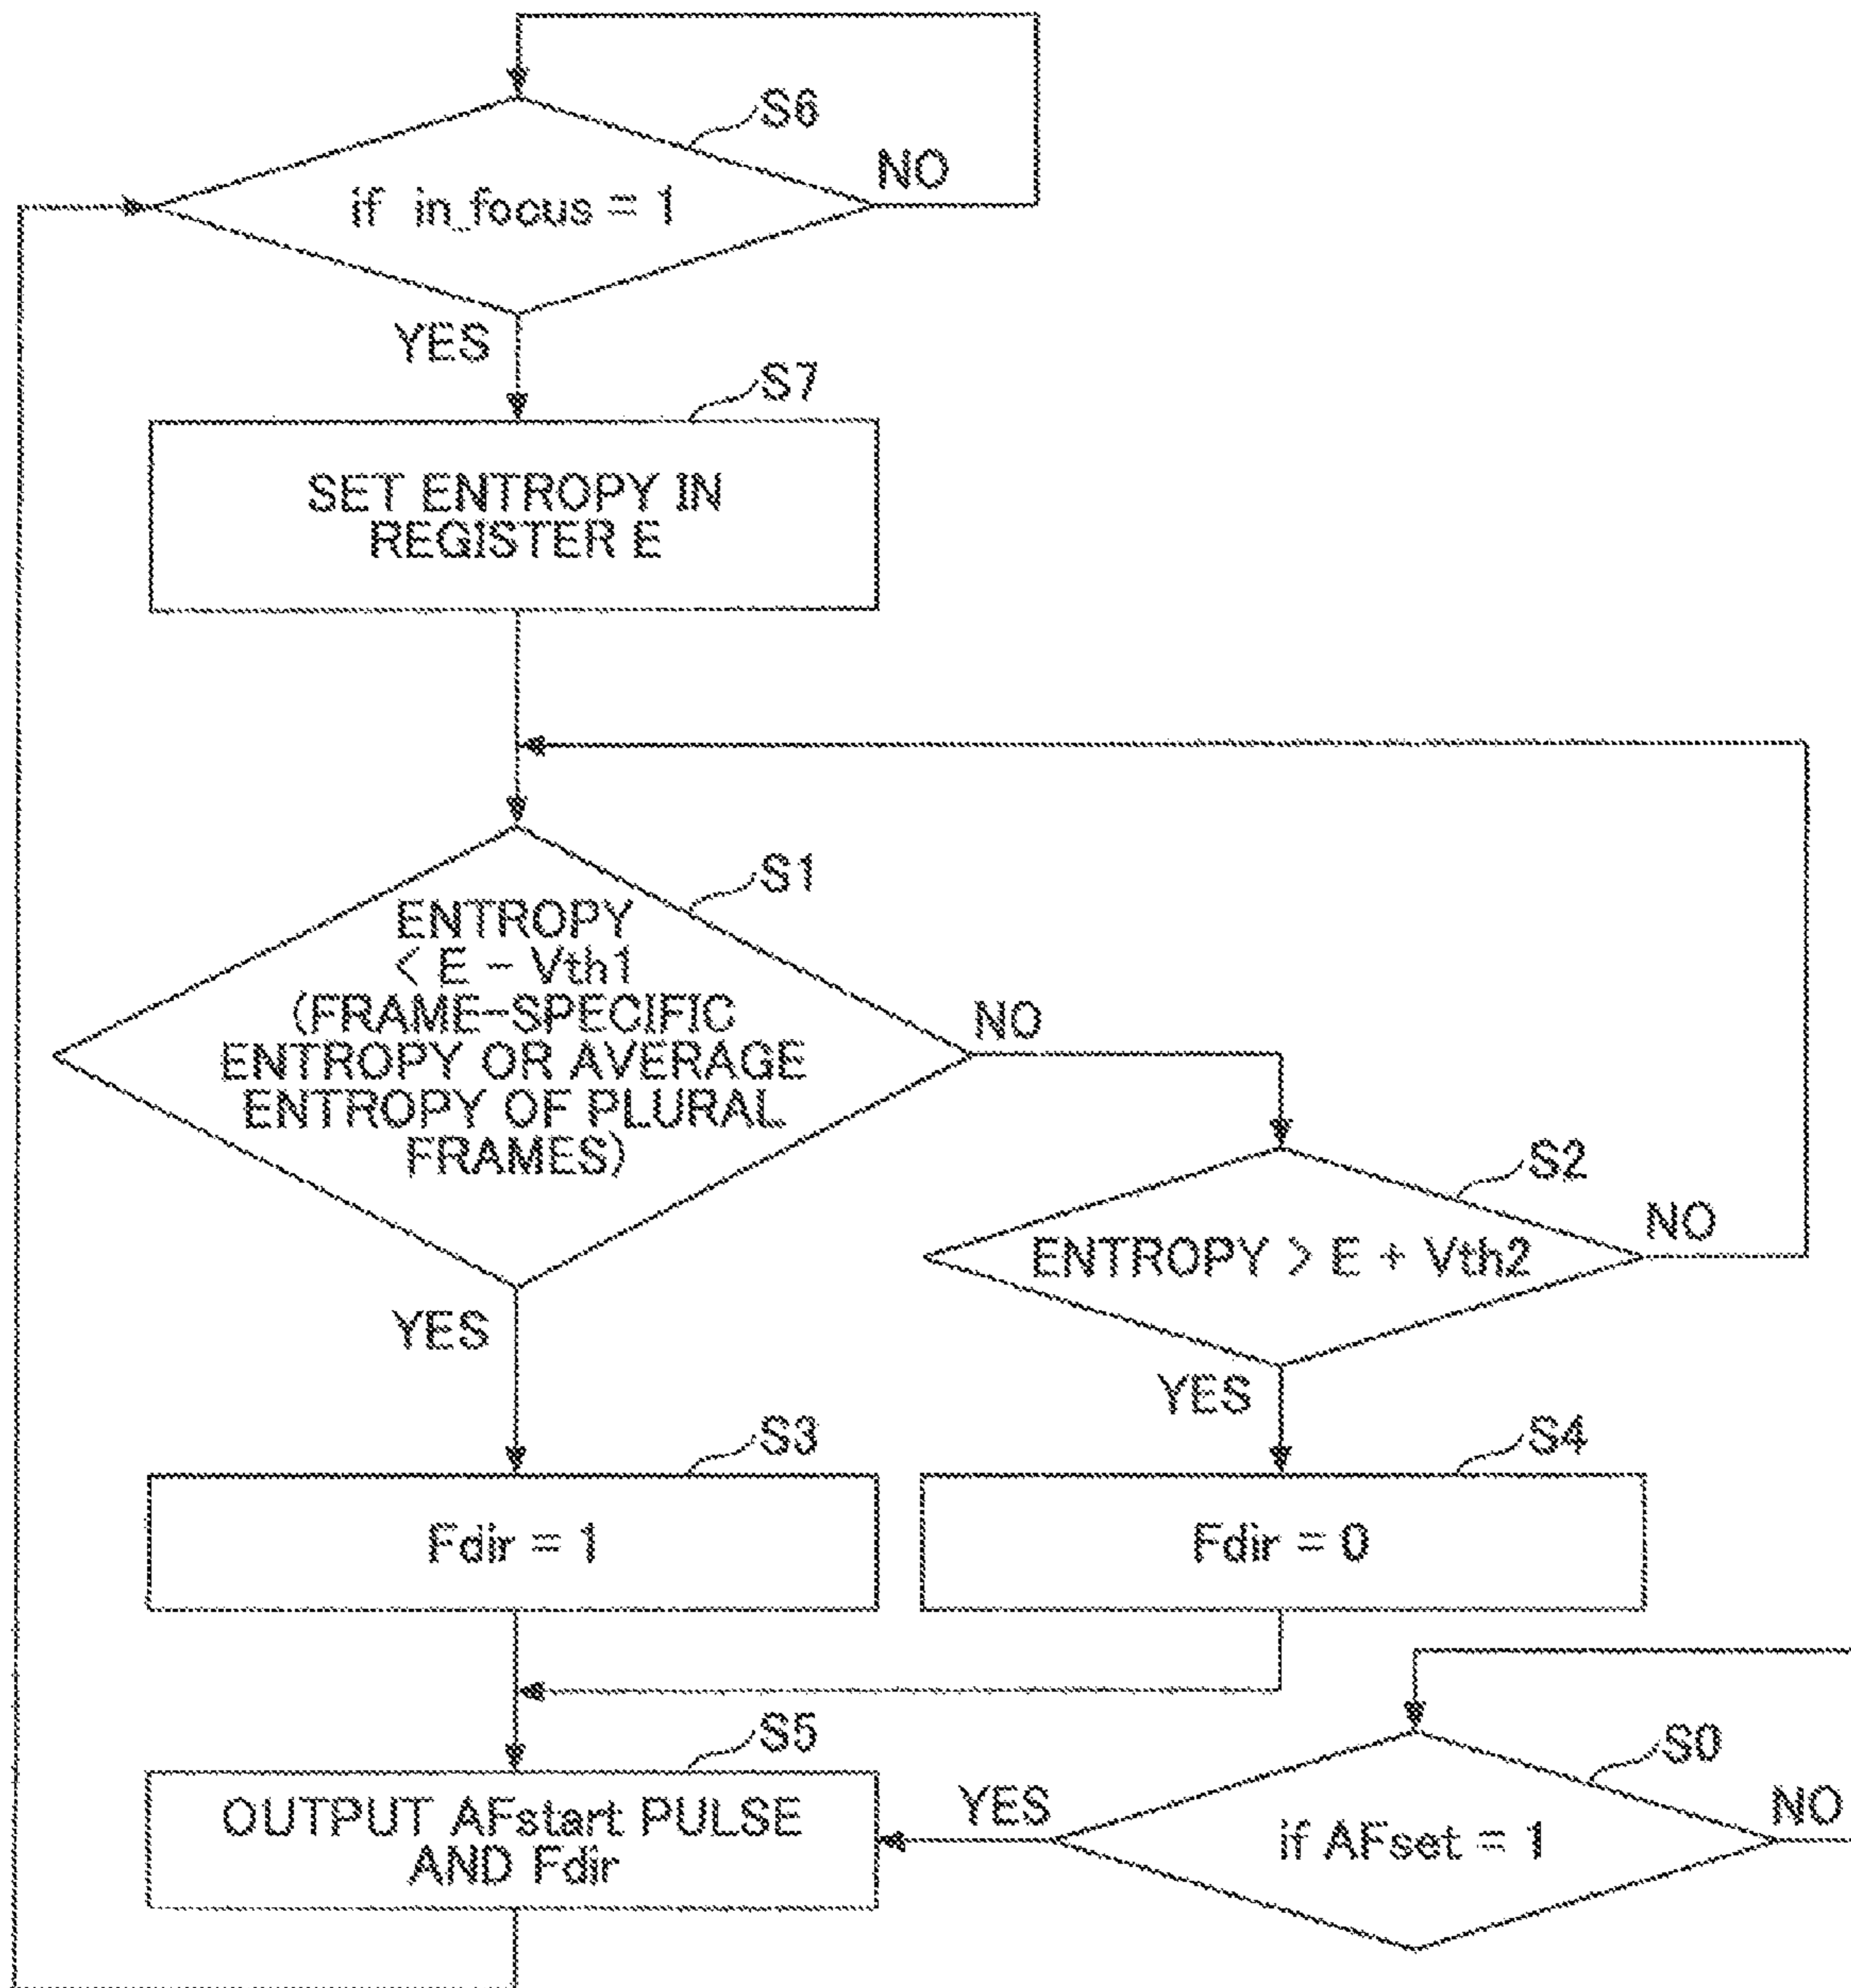 S6
NO
if in_focus = 1
YES
S7
SET ENTROPY IN
REGISTER E
S1
ENTROPY
< E - Vth1
(FRAME-SPECIFIC
ENTROPY OR AVERAGE
ENTROPY OF PLURAL
FRAMES)
NO
S2
NO
ENTROPY > E + Vth2
YES
YES
S3
S4
Fdir = 1
Fdir = 0
S5
S0
OUTPUT AFstart PULSE
AND Fdir
YES
NO
if AFset = 1